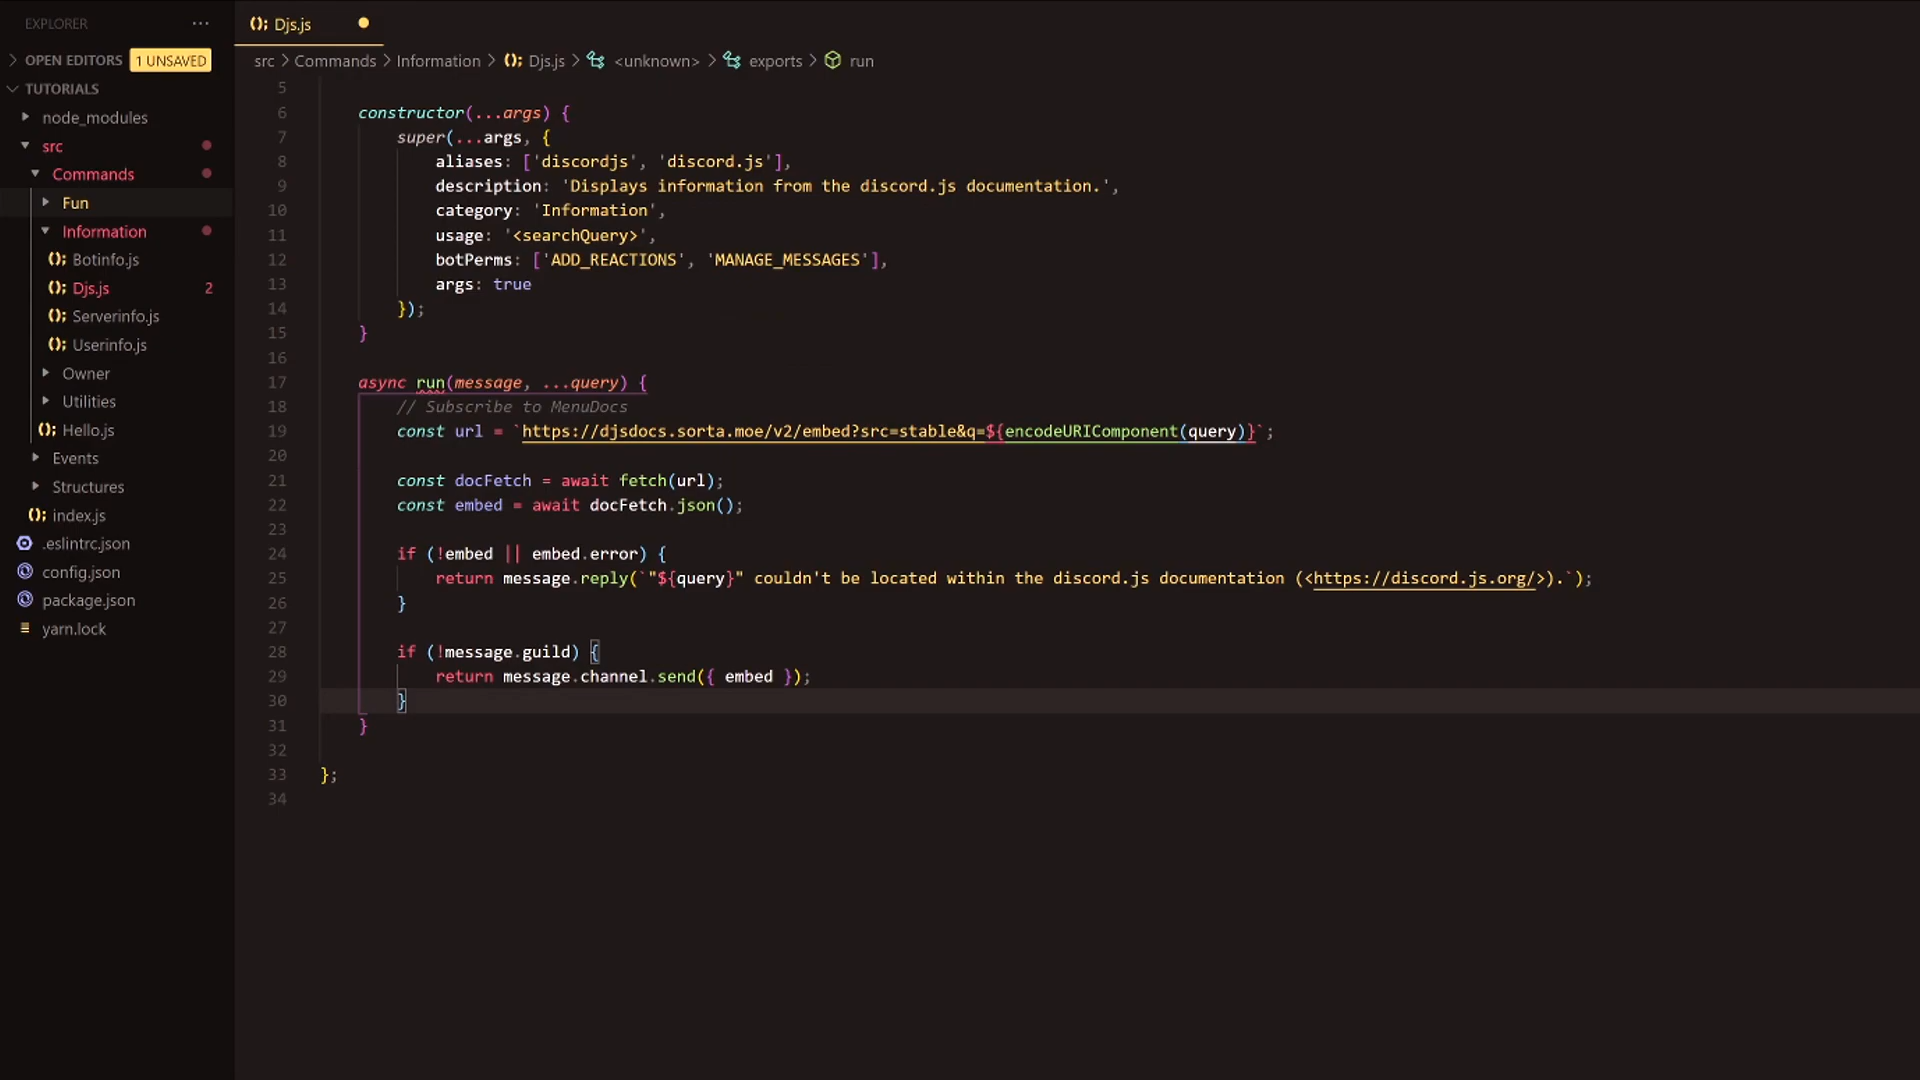 EXPLORER ...
OPEN EDITORS 1 UNSAVED
TUTORIALS
node_modules
src
Commands
Fun
Information
Botinfo.js
Djs.js 2
Serverinfo.js
Userinfo.js
Owner
Utilities
Hello.js
Events
Structures
index.js
.eslintrc.json
config.json
package.json
yarn.lock
Djs.js
src > Commands > Information > Djs.js > <unknown> > exports > run
5
6 constructor(...args) {
7 super(...args, {
8 aliases: ['discordjs', 'discord.js'],
9 description: 'Displays information from the discord.js documentation.',
10 category: 'Information',
11 usage: '<searchQuery>',
12 botPerms: ['ADD_REACTIONS', 'MANAGE_MESSAGES'],
13 args: true
14 });
15 }
16
17 async run(message, ...query) {
18 // Subscribe to MenuDocs
19 const url = `https://djsdocs.sorta.moe/v2/embed?src=stable&q=${encodeURIComponent(query)}`;
20
21 const docFetch = await fetch(url);
22 const embed = await docFetch.json();
23
24 if (!embed || embed.error) {
25 return message.reply(`"${query}" couldn't be located within the discord.js documentation (<https://discord.js.org/>).`);
26 }
27
28 if (!message.guild) {
29 return message.channel.send({ embed });
30 }
31 }
32
33 };
34